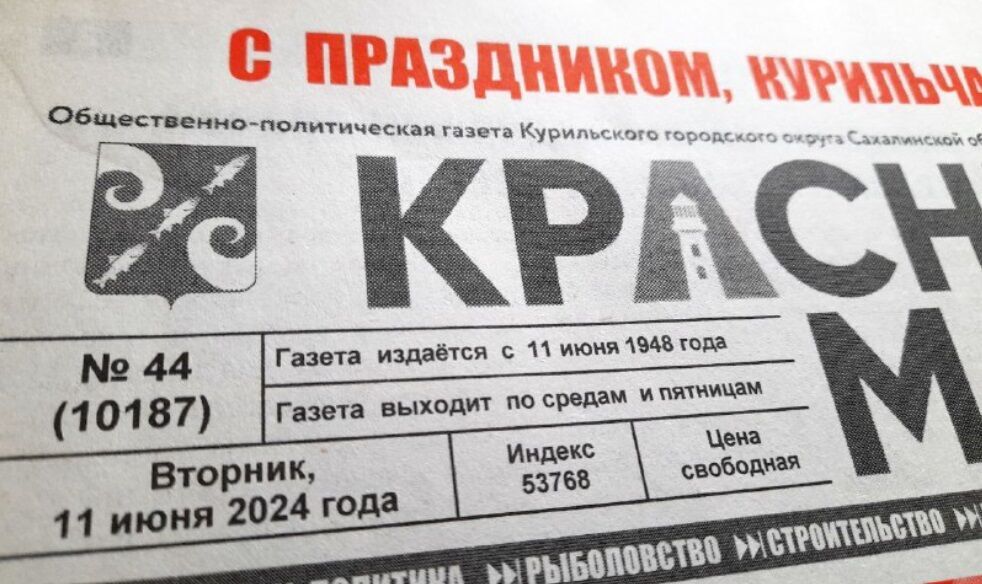 С ПРАЗДНИКОМ, КУРИЛЬЧА
Общественно-политическая газета Курильского городского округа Сахалинской об
КРАСН
М
№ 44
(10187)
Газета издаётся с 11 июня 1948 года
Газета выходит по средам и пятницам
Вторник,
11 июня 2024 года
Индекс
53768
Цена
свободная
ПОЛИТИКА РЫБОЛОВСТВО СТРОИТЕЛЬСТВО